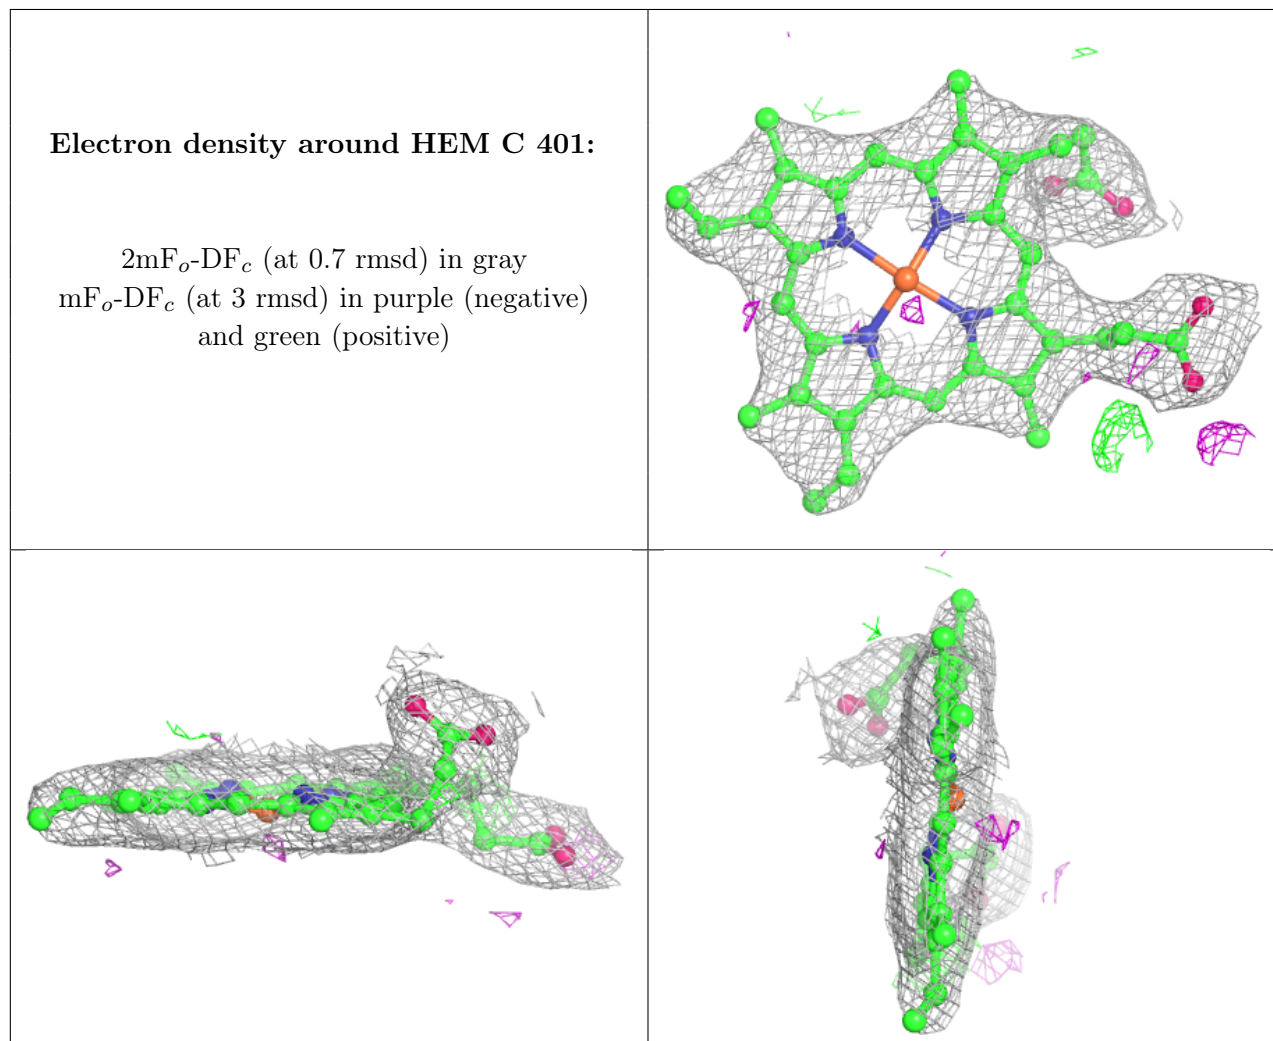 Electron density around HEM C 401:
2mFo-DFc (at 0.7 rmsd) in gray
mFo-DFc (at 3 rmsd) in purple (negative)
and green (positive)